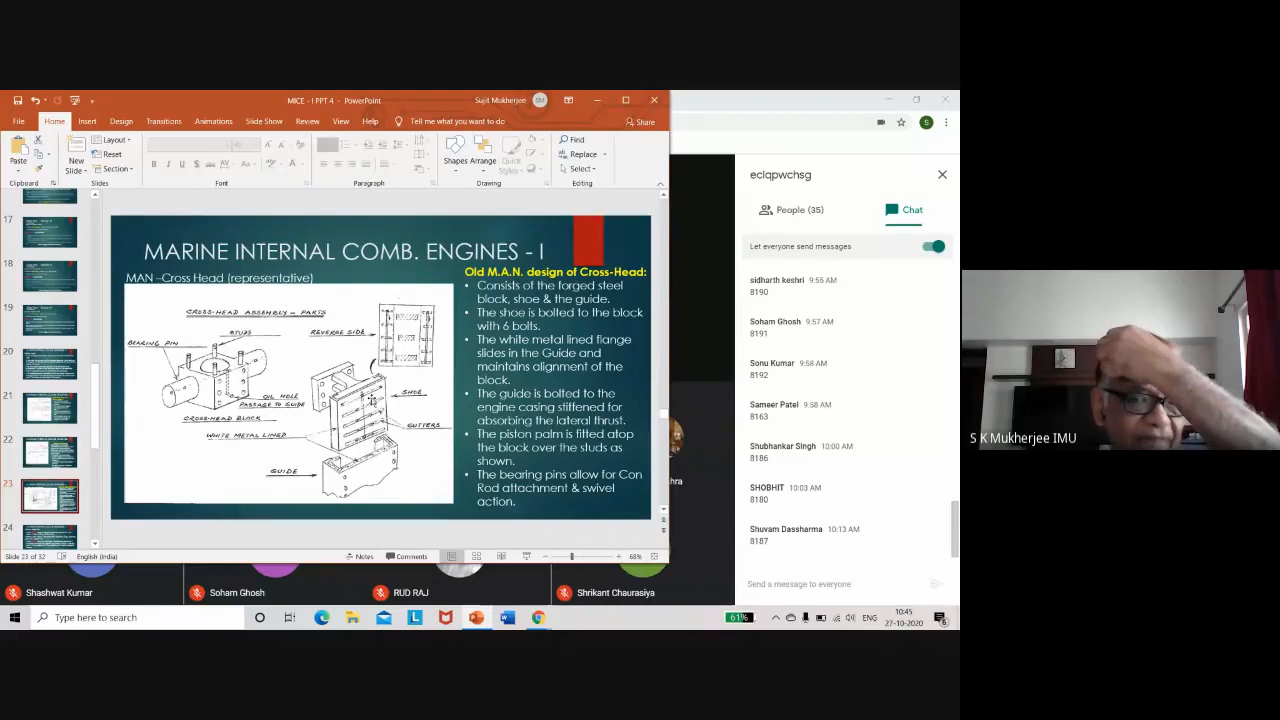 MICE - I PPT 4 - PowerPoint
Sujit Mukherjee
SM
File Home Insert Design Transitions Animations Slide Show Review View Help Tell me what you want to do Share
Paste
Clipboard
New Slide
Layout
Reset
Section
Slides
Font
Paragraph
Shapes Arrange Quick Styles
Drawing
Find
Replace
Select
Editing
17
18
19
20
21
22
23
24
MARINE INTERNAL COMB. ENGINES - I
MAN –Cross Head (representative)
CROSS-HEAD ASSEMBLY - PARTS
STUDS
REVERSE SIDE
BEARING PIN
OIL HOLE
PASSAGE TO GUIDE
SHOE
CROSS-HEAD BLOCK
GUTTERS
WHITE METAL LINED
GUIDE
Old M.A.N. design of Cross-Head:
• Consists of the forged steel
block, shoe & the guide.
• The shoe is bolted to the block
with 6 bolts.
• The white metal lined flange
slides in the Guide and
maintains alignment of the
block.
• The guide is bolted to the
engine casing stiffened for
absorbing the lateral thrust.
• The piston palm is fitted atop
the block over the studs as
shown.
• The bearing pins allow for Con
Rod attachment & swivel
action.
Slide 23 of 32 English (India) Notes Comments 68%
Shashwat Kumar
Soham Ghosh
RUD RAJ
Shrikant Chaurasiya
S
eclqpwchsg
People (35)
Chat
Let everyone send messages
sidharth keshri 9:55 AM
8190
Soham Ghosh 9:57 AM
8191
Sonu Kumar 9:58 AM
8192
Sameer Patel 9:58 AM
8163
Shubhankar Singh 10:00 AM
8186
SHOBHIT 10:03 AM
8180
Shuvam Dassharma 10:13 AM
8187
Send a message to everyone
Type here to search
61%
ENG
10:45
27-10-2020
6
S K Mukherjee IMU